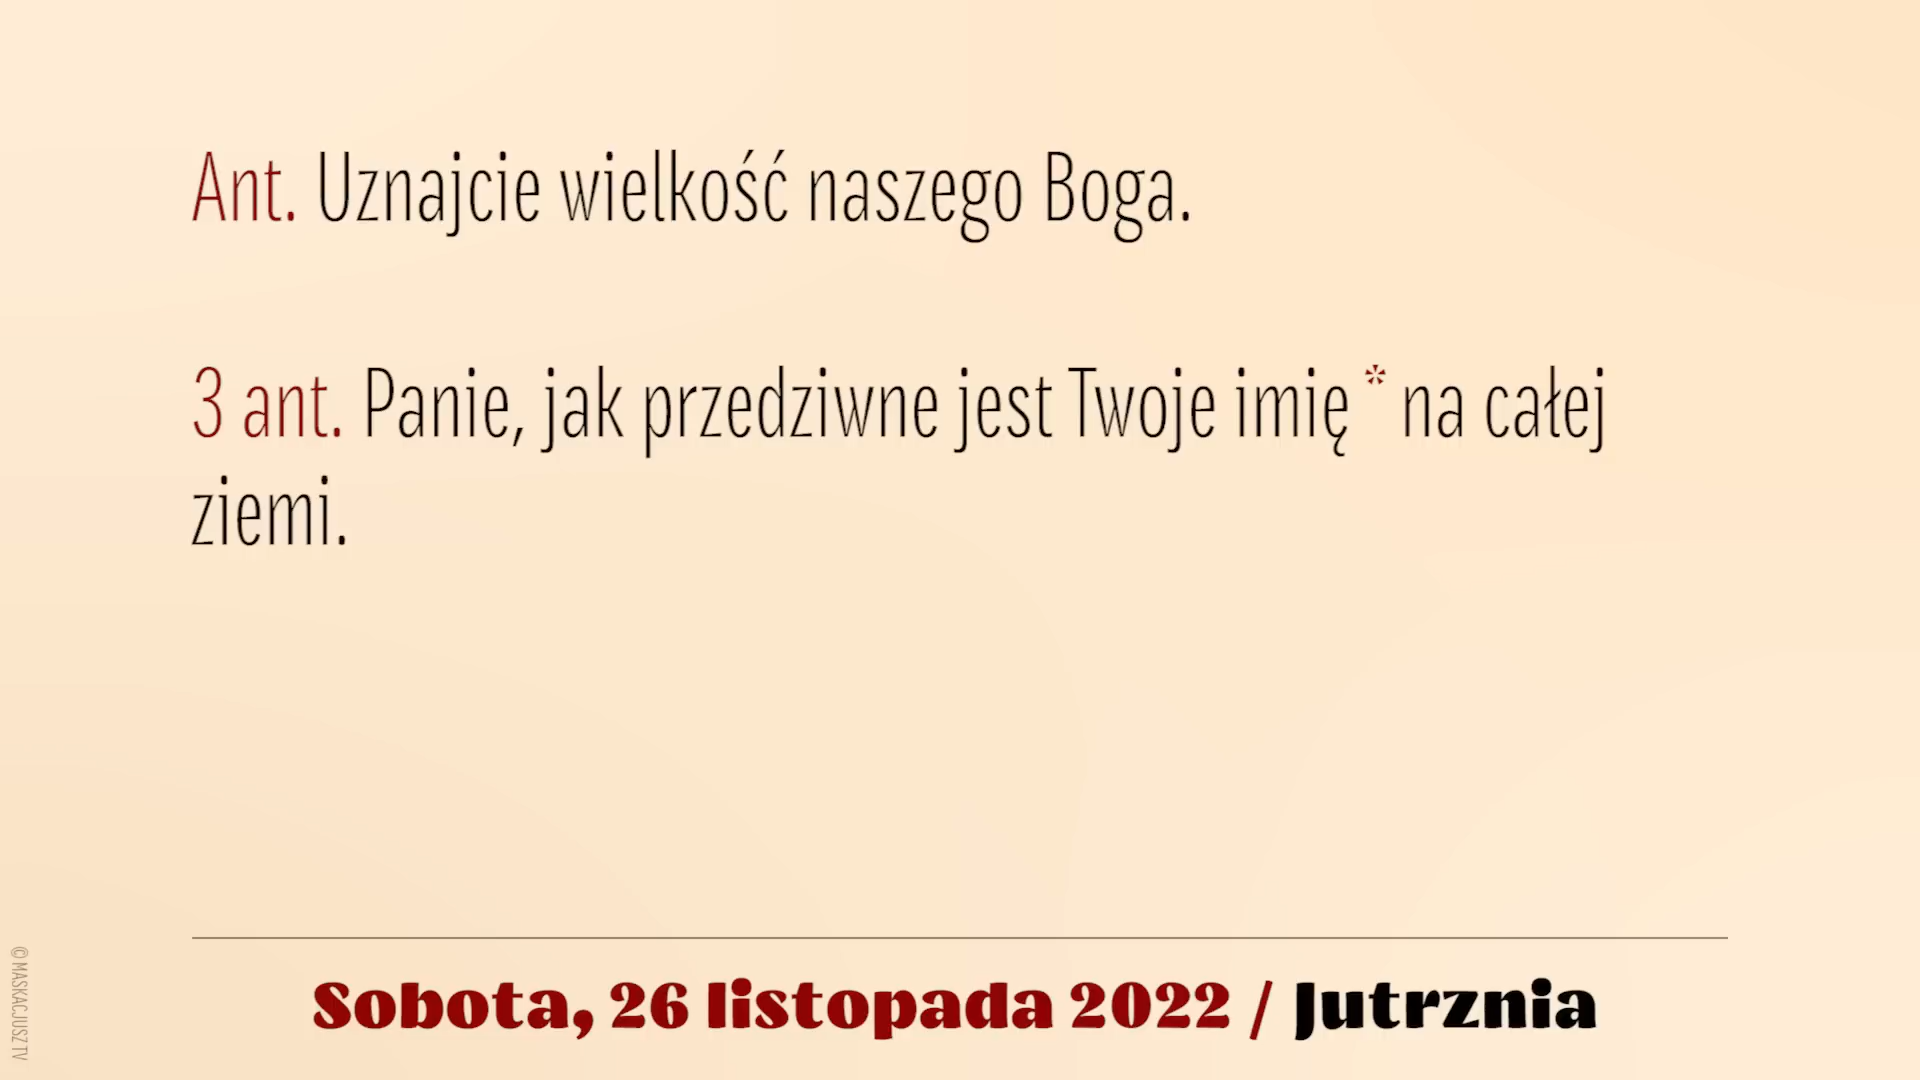 Ant. Uznajcie wielkość naszego Boga.
3 ant. Panie, jak przedziwne jest Twoje imię * na całej
ziemi.
Sobota, 26 listopada 2022 / Jutrznia
© MASKACJUSZ TV